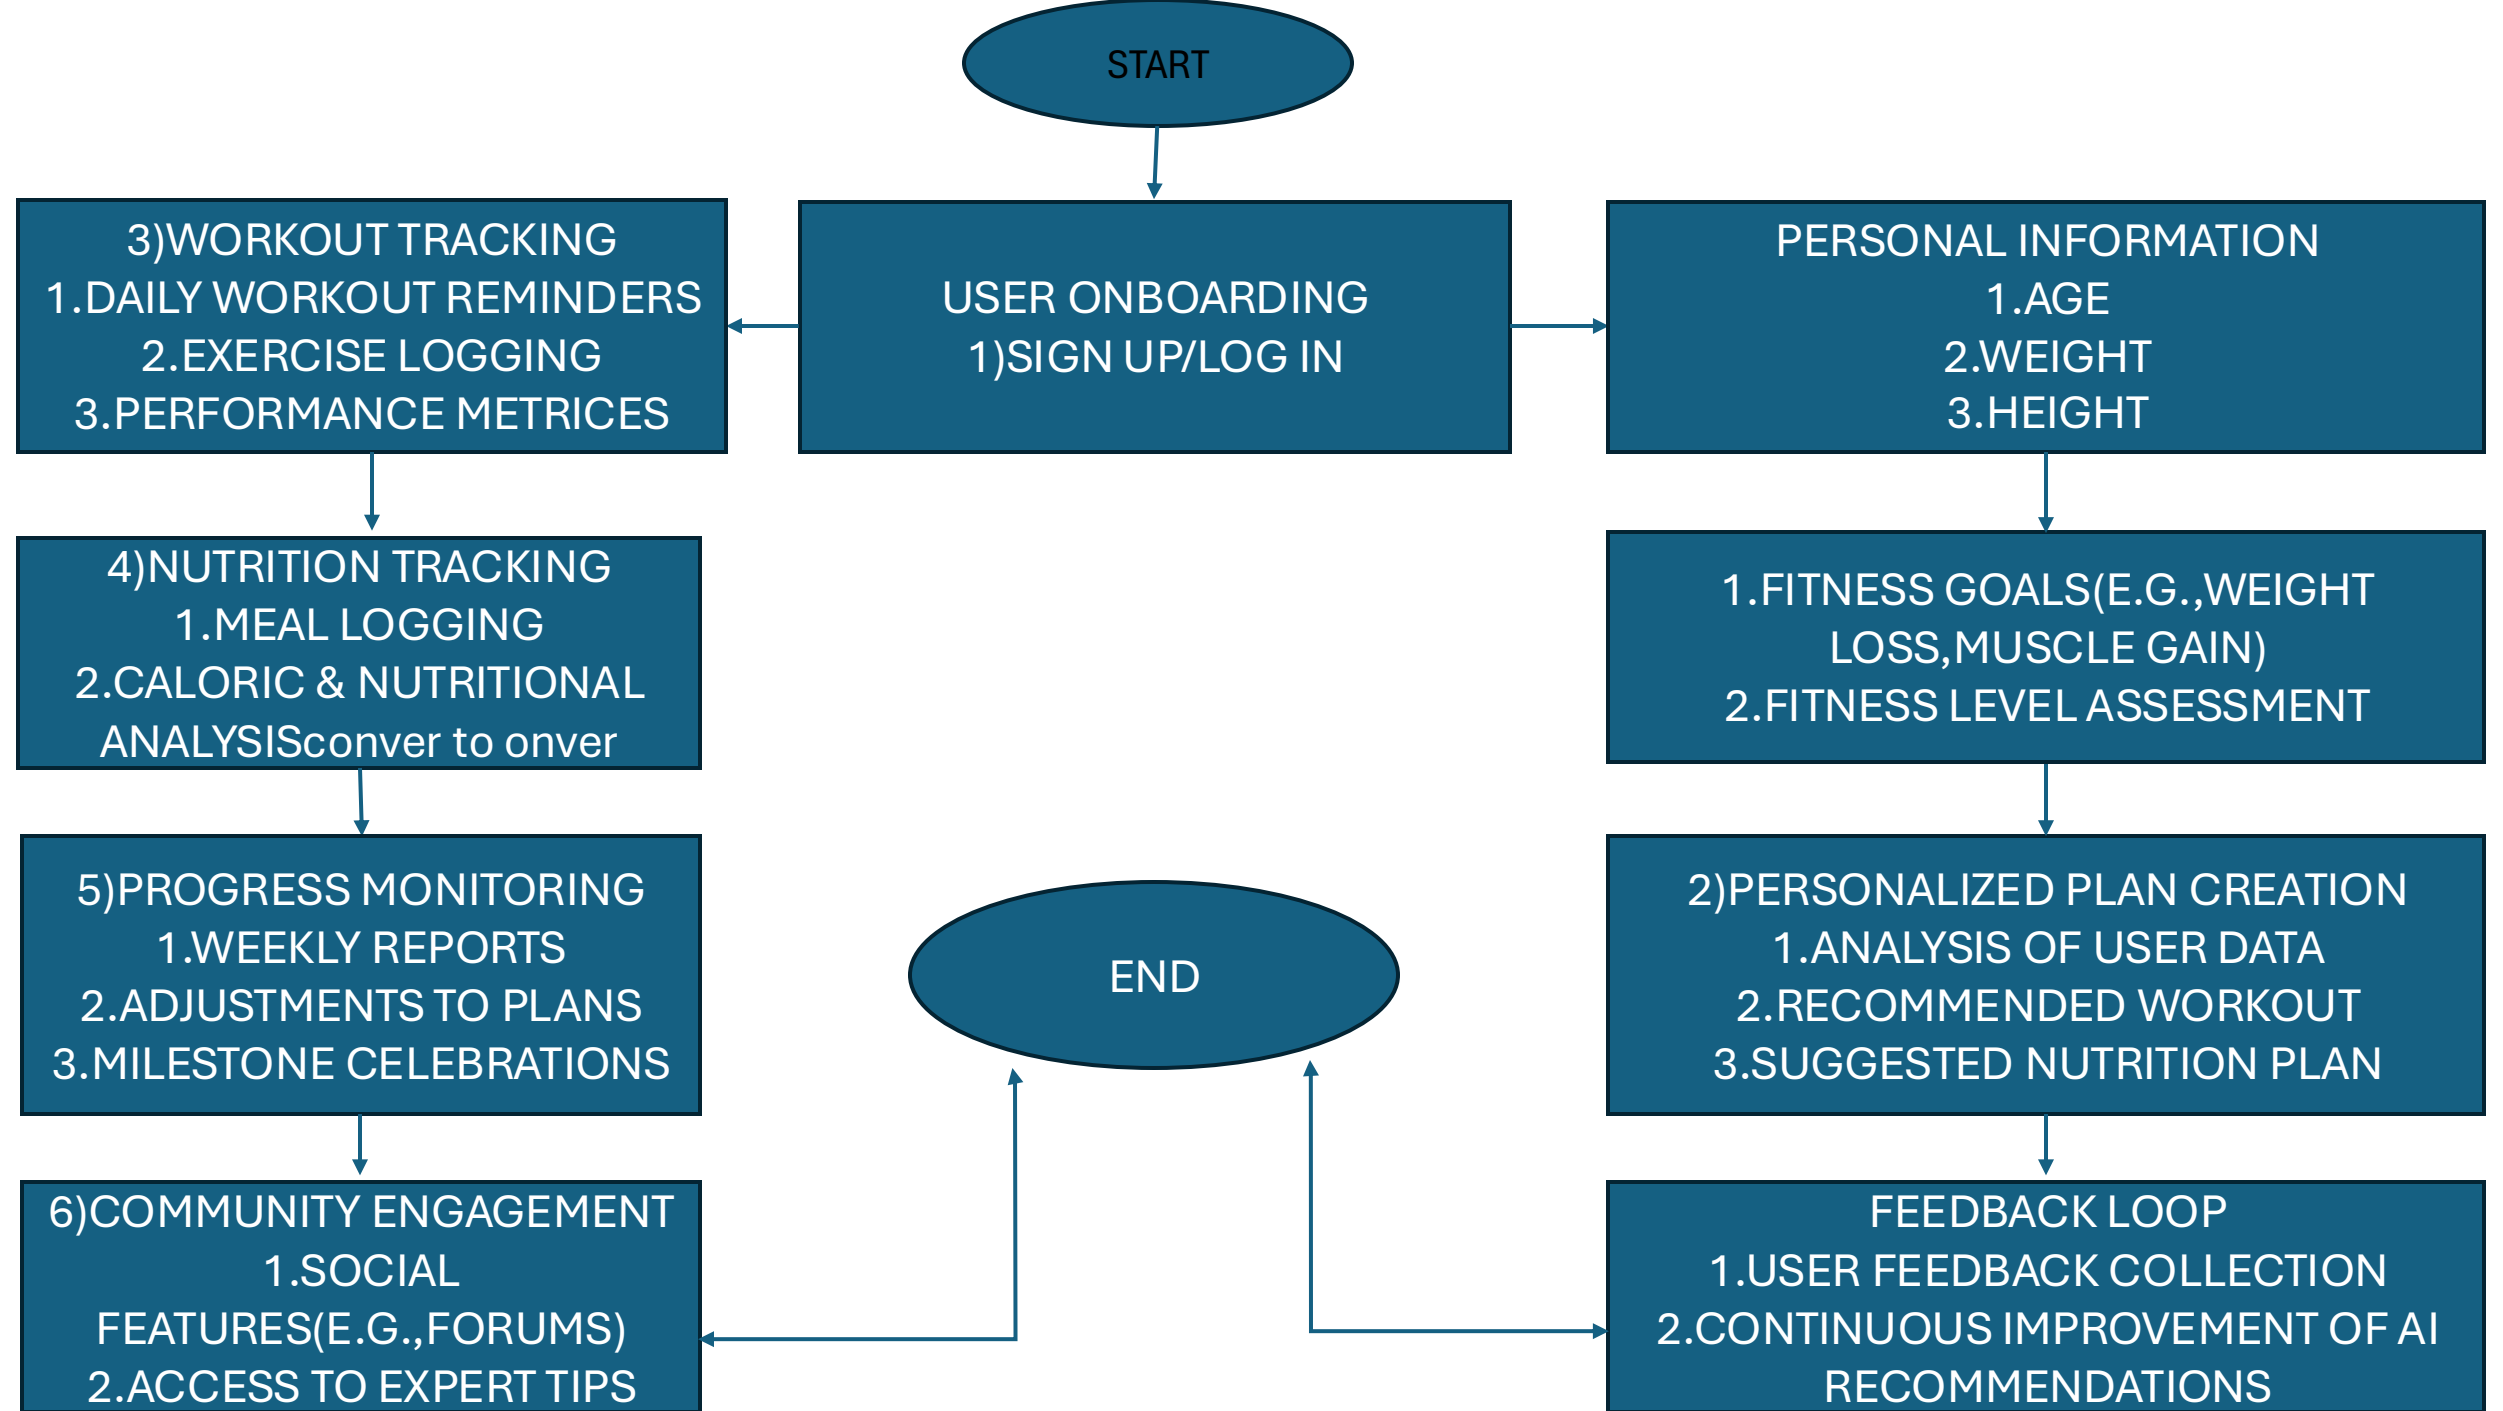 START
3)WORKOUT TRACKING
1.DAILY WORKOUT REMINDERS
2.EXERCISE LOGGING
3.PERFORMANCE METRICES
USER ONBOARDING
1)SIGN UP/LOG IN
PERSONAL INFORMATION
1.AGE
2.WEIGHT
3.HEIGHT
4)NUTRITION TRACKING
1.MEAL LOGGING
2.CALORIC & NUTRITIONAL
ANALYSISconver to onver
1.FITNESS GOALS(E.G.,WEIGHT
LOSS,MUSCLE GAIN)
2.FITNESS LEVEL ASSESSMENT
5)PROGRESS MONITORING
1.WEEKLY REPORTS
2.ADJUSTMENTS TO PLANS
3.MILESTONE CELEBRATIONS
END
2)PERSONALIZED PLAN CREATION
1.ANALYSIS OF USER DATA
2.RECOMMENDED WORKOUT
3.SUGGESTED NUTRITION PLAN
6)COMMUNITY ENGAGEMENT
1.SOCIAL
FEATURES(E.G.,FORUMS)
2.ACCESS TO EXPERT TIPS
FEEDBACK LOOP
1.USER FEEDBACK COLLECTION
2.CONTINUOUS IMPROVEMENT OF AI
RECOMMENDATIONS